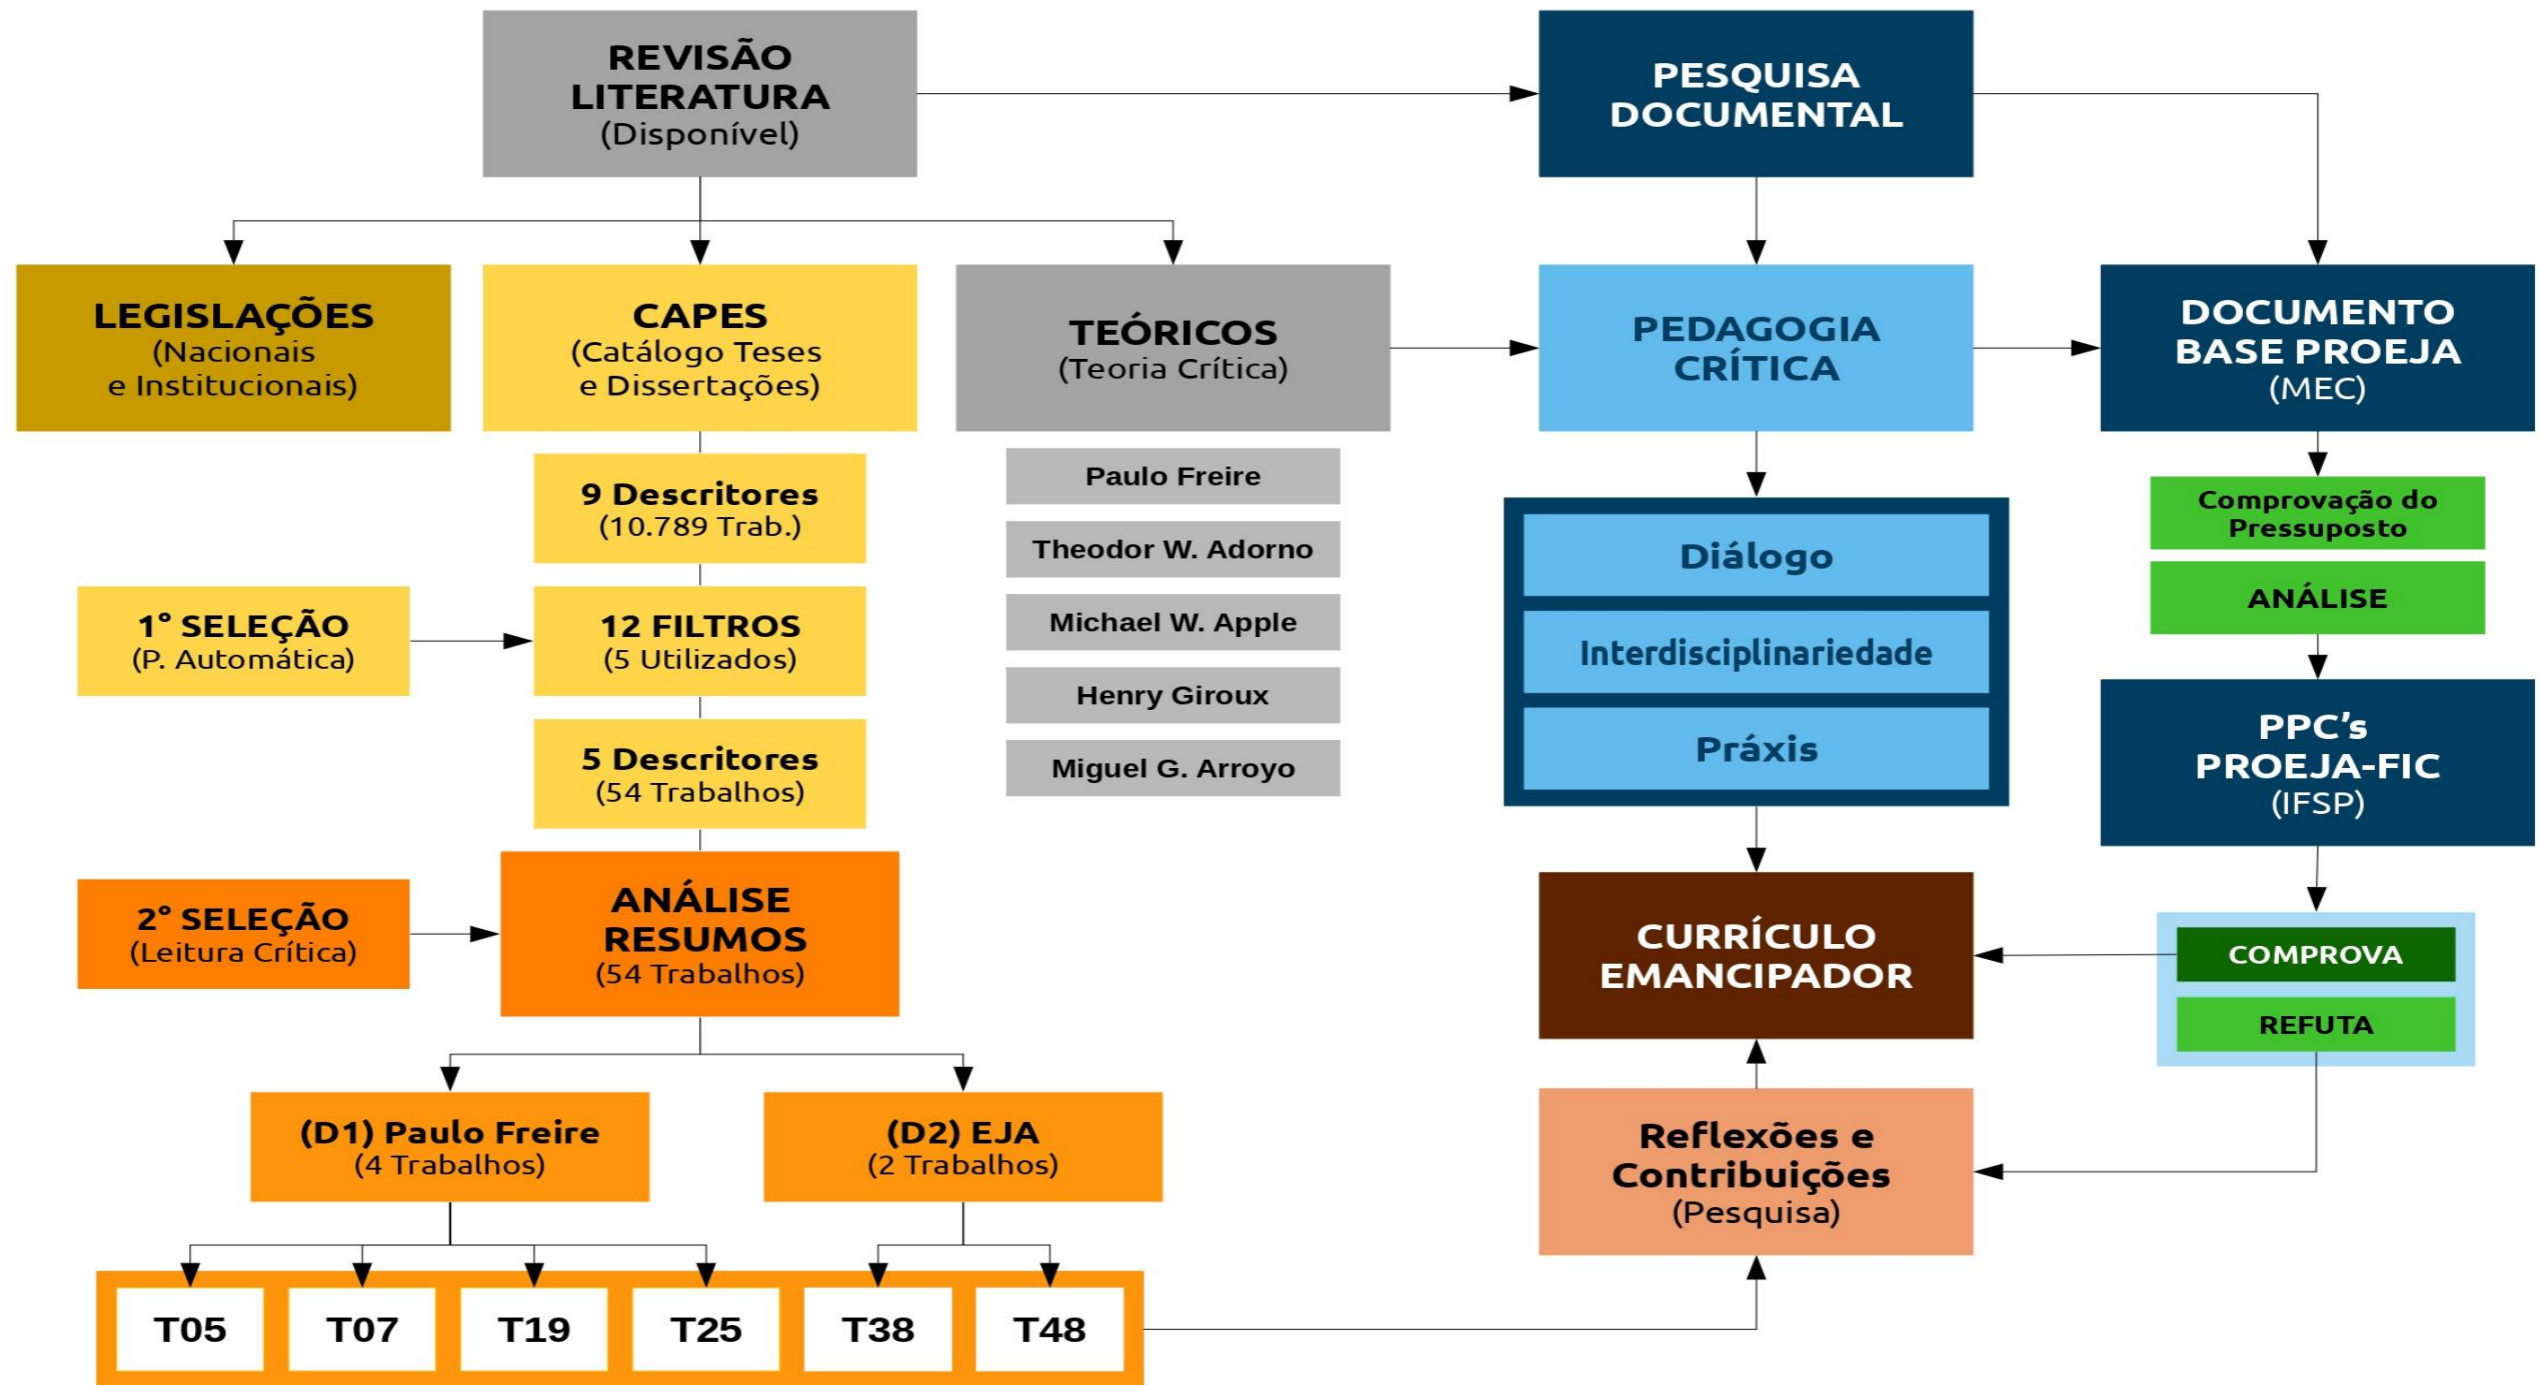 REVISÃO
LITERATURA
(Disponível)
PESQUISA
DOCUMENTAL
LEGISLAÇÕES
(Nacionais
e Institucionais)
CAPES
(Catálogo Teses
e Dissertações)
TEÓRICOS
(Teoria Crítica)
PEDAGOGIA
CRÍTICA
DOCUMENTO
BASE PROEJA
(MEC)
9 Descritores
(10.789 Trab.)
1º SELEÇÃO
(P. Automática)
12 FILTROS
(5 Utilizados)
5 Descritores
(54 Trabalhos)
2º SELEÇÃO
(Leitura Crítica)
ANÁLISE
RESUMOS
(54 Trabalhos)
Paulo Freire
Theodor W. Adorno
Michael W. Apple
Henry Giroux
Miguel G. Arroyo
Diálogo
Interdisciplinariedade
Práxis
Comprovação do
Pressuposto
ANÁLISE
PPC’s
PROEJA-FIC
(IFSP)
CURRÍCULO
EMANCIPADOR
COMPROVA
REFUTA
(D1) Paulo Freire
(4 Trabalhos)
(D2) EJA
(2 Trabalhos)
Reflexões e
Contribuições
(Pesquisa)
T05
T07
T19
T25
T38
T48